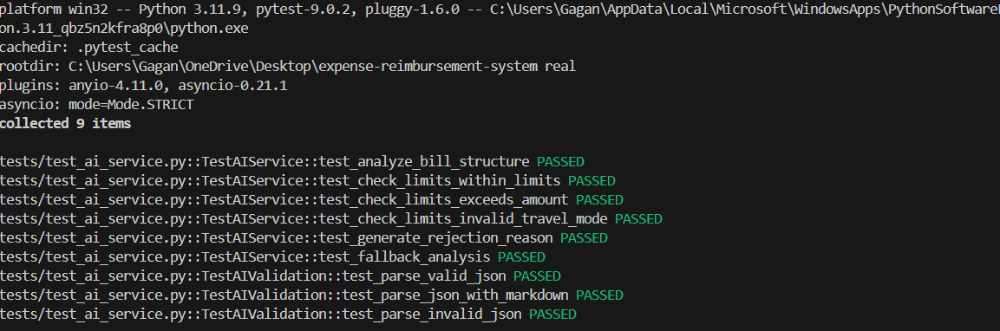 platform win32 -- Python 3.11.9, pytest-9.0.2, pluggy-1.6.0 -- C:\Users\Gagan\AppData\Local\Microsoft\WindowsApps\PythonSoftware
on.3.11_qbz5n2kfra8p0\python.exe
cachedir: .pytest_cache
rootdir: C:\Users\Gagan\OneDrive\Desktop\expense-reimbursement-system real
plugins: anyio-4.11.0, asyncio-0.21.1
asyncio: mode=Mode.STRICT
collected 9 items
tests/test_ai_service.py::TestAIService::test_analyze_bill_structure PASSED
tests/test_ai_service.py::TestAIService::test_check_limits_within_limits PASSED
tests/test_ai_service.py::TestAIService::test_check_limits_exceeds_amount PASSED
tests/test_ai_service.py::TestAIService::test_check_limits_invalid_travel_mode PASSED
tests/test_ai_service.py::TestAIService::test_generate_rejection_reason PASSED
tests/test_ai_service.py::TestAIService::test_fallback_analysis PASSED
tests/test_ai_service.py::TestAIValidation::test_parse_valid_json PASSED
tests/test_ai_service.py::TestAIValidation::test_parse_json_with_markdown PASSED
tests/test_ai_service.py::TestAIValidation::test_parse_invalid_json PASSED